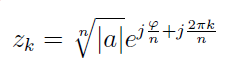 z_k = \sqrt[n]{|a|} e^{j\frac{\varphi}{n} + j\frac{2\pi k}{n}}